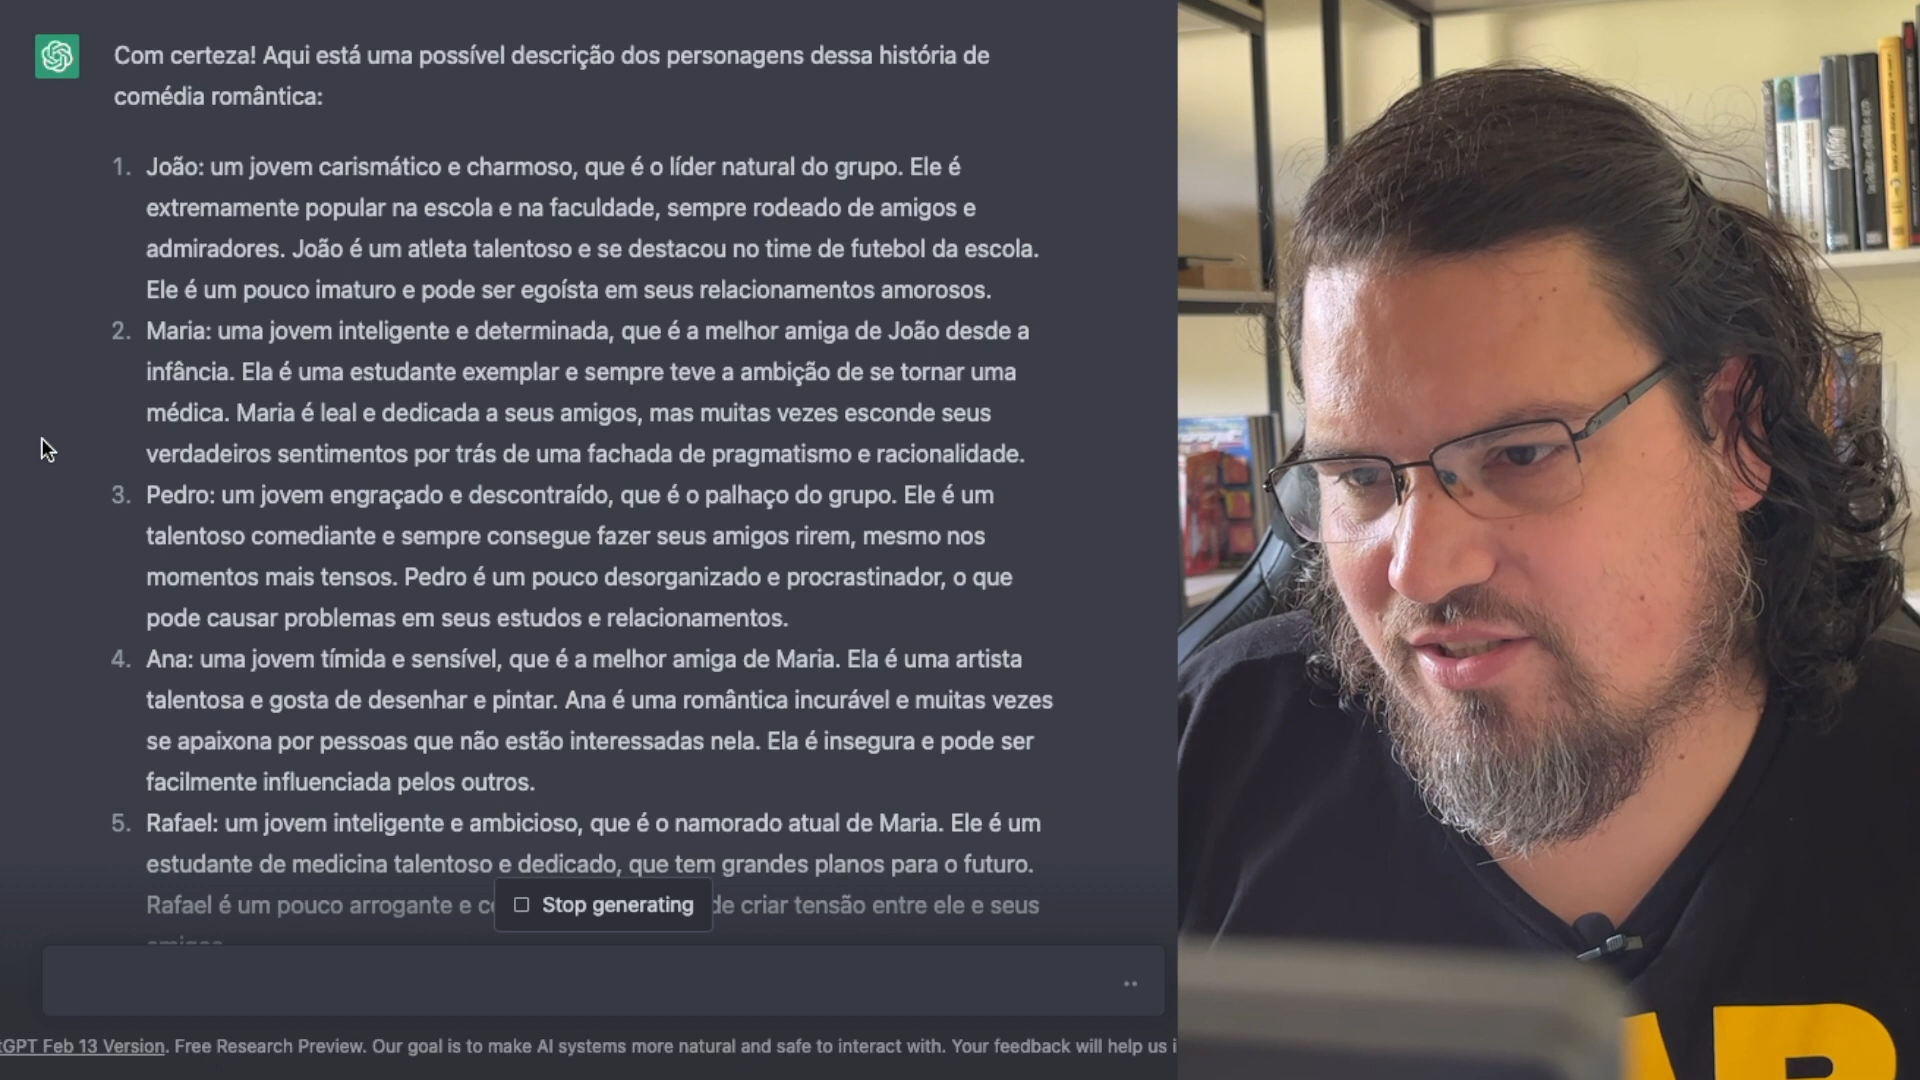 Com certeza! Aqui está uma possível descrição dos personagens dessa história de
comédia romântica:
1. João: um jovem carismático e charmoso, que é o líder natural do grupo. Ele é
extremamente popular na escola e na faculdade, sempre rodeado de amigos e
admiradores. João é um atleta talentoso e se destacou no time de futebol da escola.
Ele é um pouco imaturo e pode ser egoísta em seus relacionamentos amorosos.
2. Maria: uma jovem inteligente e determinada, que é a melhor amiga de João desde a
infância. Ela é uma estudante exemplar e sempre teve a ambição de se tornar uma
médica. Maria é leal e dedicada a seus amigos, mas muitas vezes esconde seus
verdadeiros sentimentos por trás de uma fachada de pragmatismo e racionalidade.
3. Pedro: um jovem engraçado e descontraído, que é o palhaço do grupo. Ele é um
talentoso comediante e sempre consegue fazer seus amigos rirem, mesmo nos
momentos mais tensos. Pedro é um pouco desorganizado e procrastinador, o que
pode causar problemas em seus estudos e relacionamentos.
4. Ana: uma jovem tímida e sensível, que é a melhor amiga de Maria. Ela é uma artista
talentosa e gosta de desenhar e pintar. Ana é uma romântica incurável e muitas vezes
se apaixona por pessoas que não estão interessadas nela. Ela é insegura e pode ser
facilmente influenciada pelos outros.
5. Rafael: um jovem inteligente e ambicioso, que é o namorado atual de Maria. Ele é um
estudante de medicina talentoso e dedicado, que tem grandes planos para o futuro.
Rafael é um pouco arrogante e de criar tensão entre ele e seus
Stop generating
tGPT Feb 13 Version. Free Research Preview. Our goal is to make AI systems more natural and safe to interact with. Your feedback will help us i